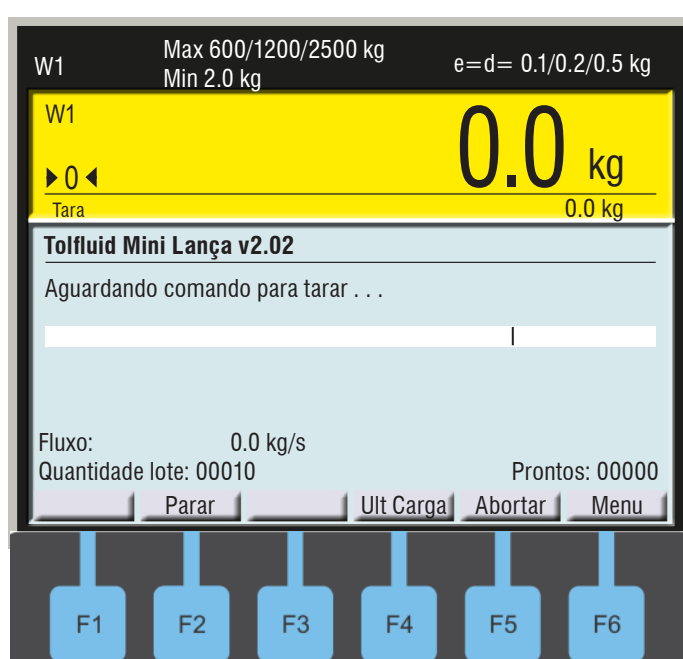 W1 Max 600/1200/2500 kg e=d= 0.1/0.2/0.5 kg
Min 2.0 kg
W1
0.0 kg
0
Tara 0.0 kg
Tolfluid Mini Lança v2.02
Aguardando comando para tarar . . .
Fluxo: 0.0 kg/s
Quantidade lote: 00010 Prontos: 00000
Parar Ult Carga Abortar Menu
F1 F2 F3 F4 F5 F6